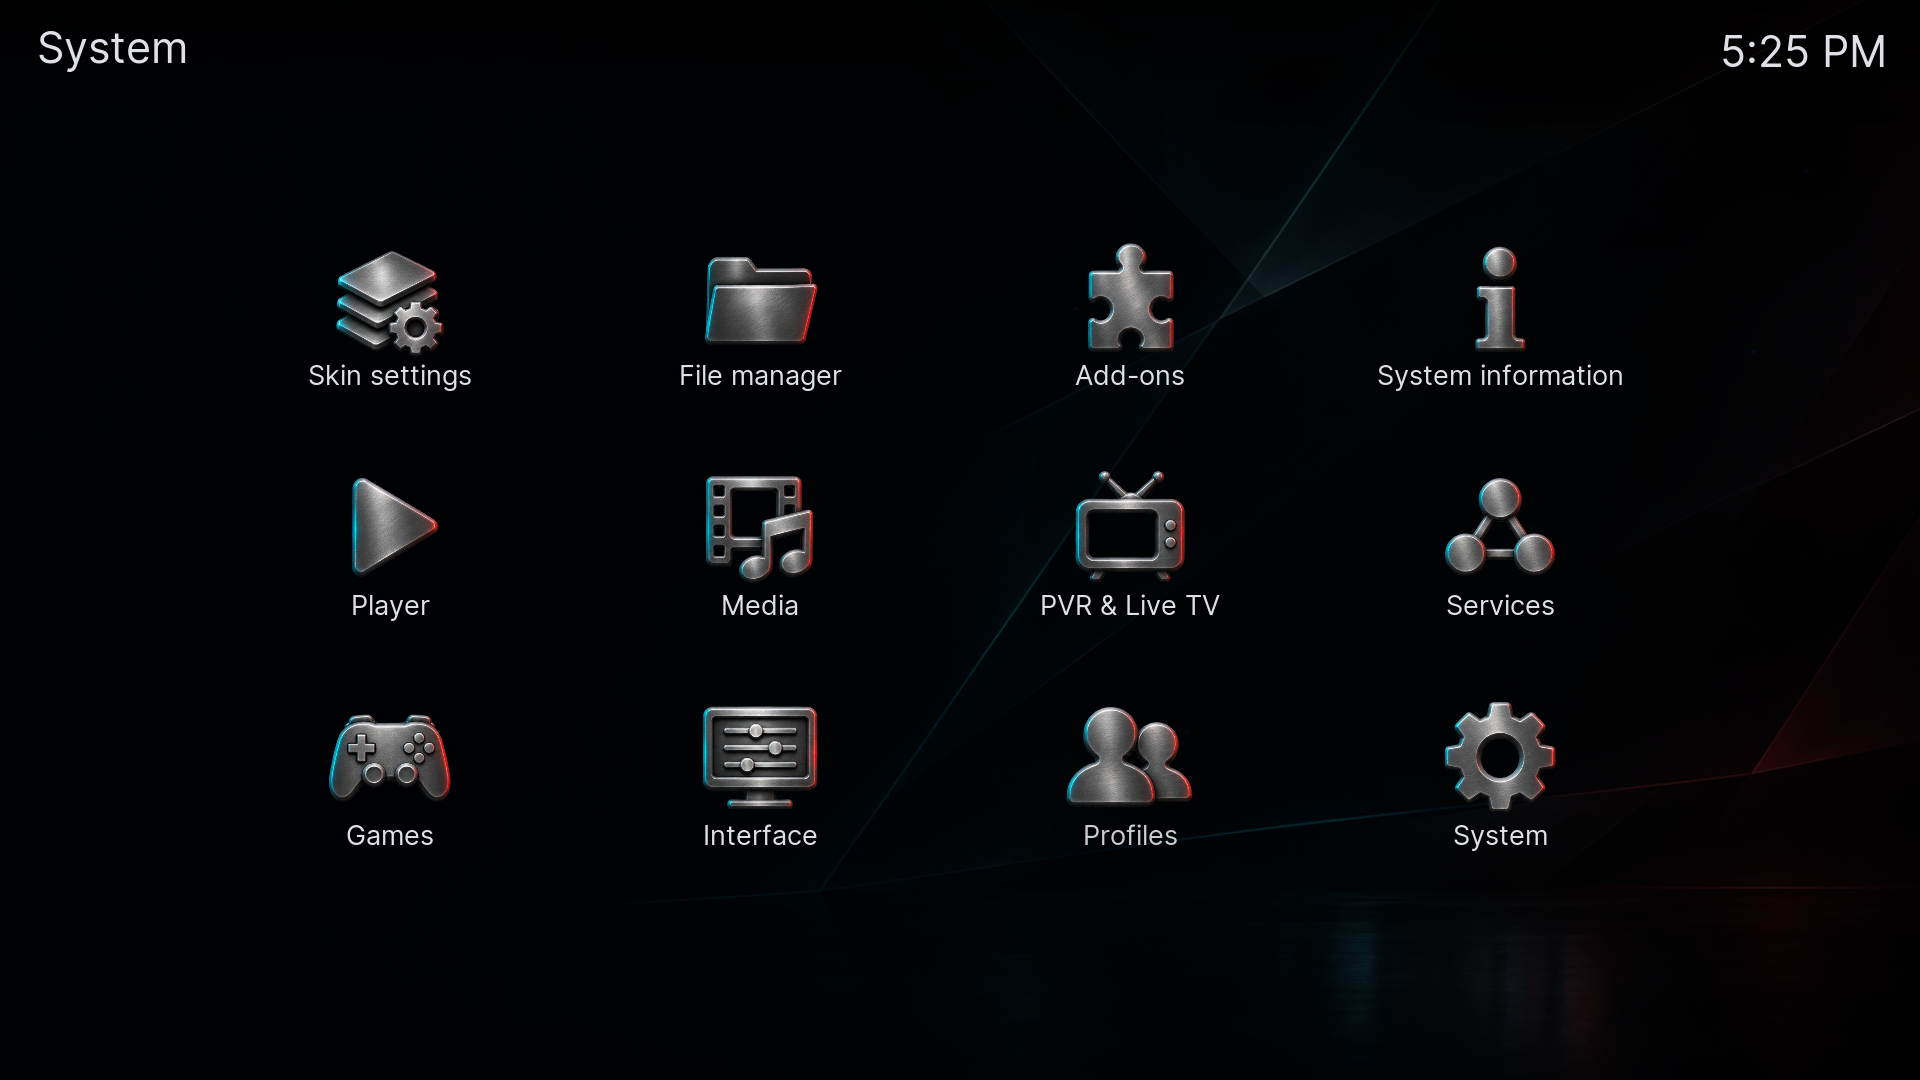 System
5:25 PM
Skin settings
File manager
Add-ons
System information
Player
Media
PVR & Live TV
Services
Games
Interface
Profiles
System